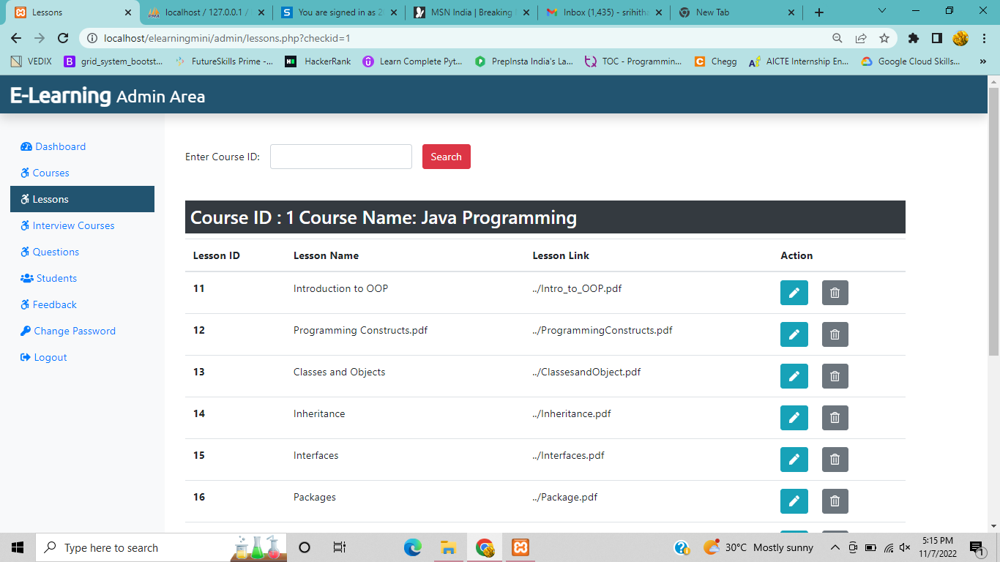 Lessons
localhost / 127.0.0.1 /
You are signed in as 2
MSN India | Breaking
Inbox (1,435) - srihitha
New Tab
localhost/elearningmini/admin/lessons.php?checkid=1
VEDIX
grid_system_bootst...
FutureSkills Prime -...
HackerRank
Learn Complete Pyt...
PrepInsta India's La...
TOC - Programmin...
Chegg
AICTE Internship En...
Google Cloud Skills...
»
E-Learning Admin Area
Dashboard
Courses
Lessons
Interview Courses
Questions
Students
Feedback
Change Password
Logout
Enter Course ID:
Search
Course ID : 1 Course Name: Java Programming
Lesson ID Lesson Name Lesson Link Action
11 Introduction to OOP ../Intro_to_OOP.pdf
12 Programming Constructs.pdf ../ProgrammingConstructs.pdf
13 Classes and Objects ../ClassesandObject.pdf
14 Inheritance ../Inheritance.pdf
15 Interfaces ../Interfaces.pdf
16 Packages ../Package.pdf
Type here to search
30°C Mostly sunny
5:15 PM
11/7/2022
1